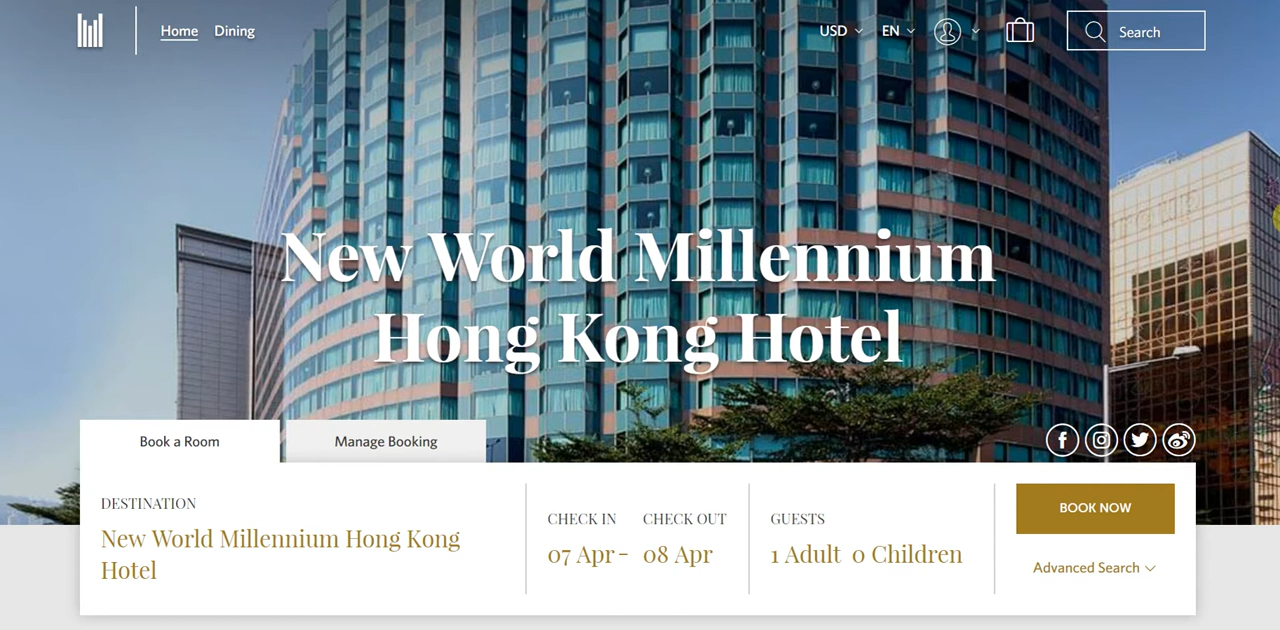 Home Dining USD EN Search
New World Millennium
Hong Kong Hotel
Book a Room Manage Booking
DESTINATION
New World Millennium Hong Kong
Hotel
CHECK IN CHECK OUT
07 Apr - 08 Apr
GUESTS
1 Adult 0 Children
BOOK NOW
Advanced Search